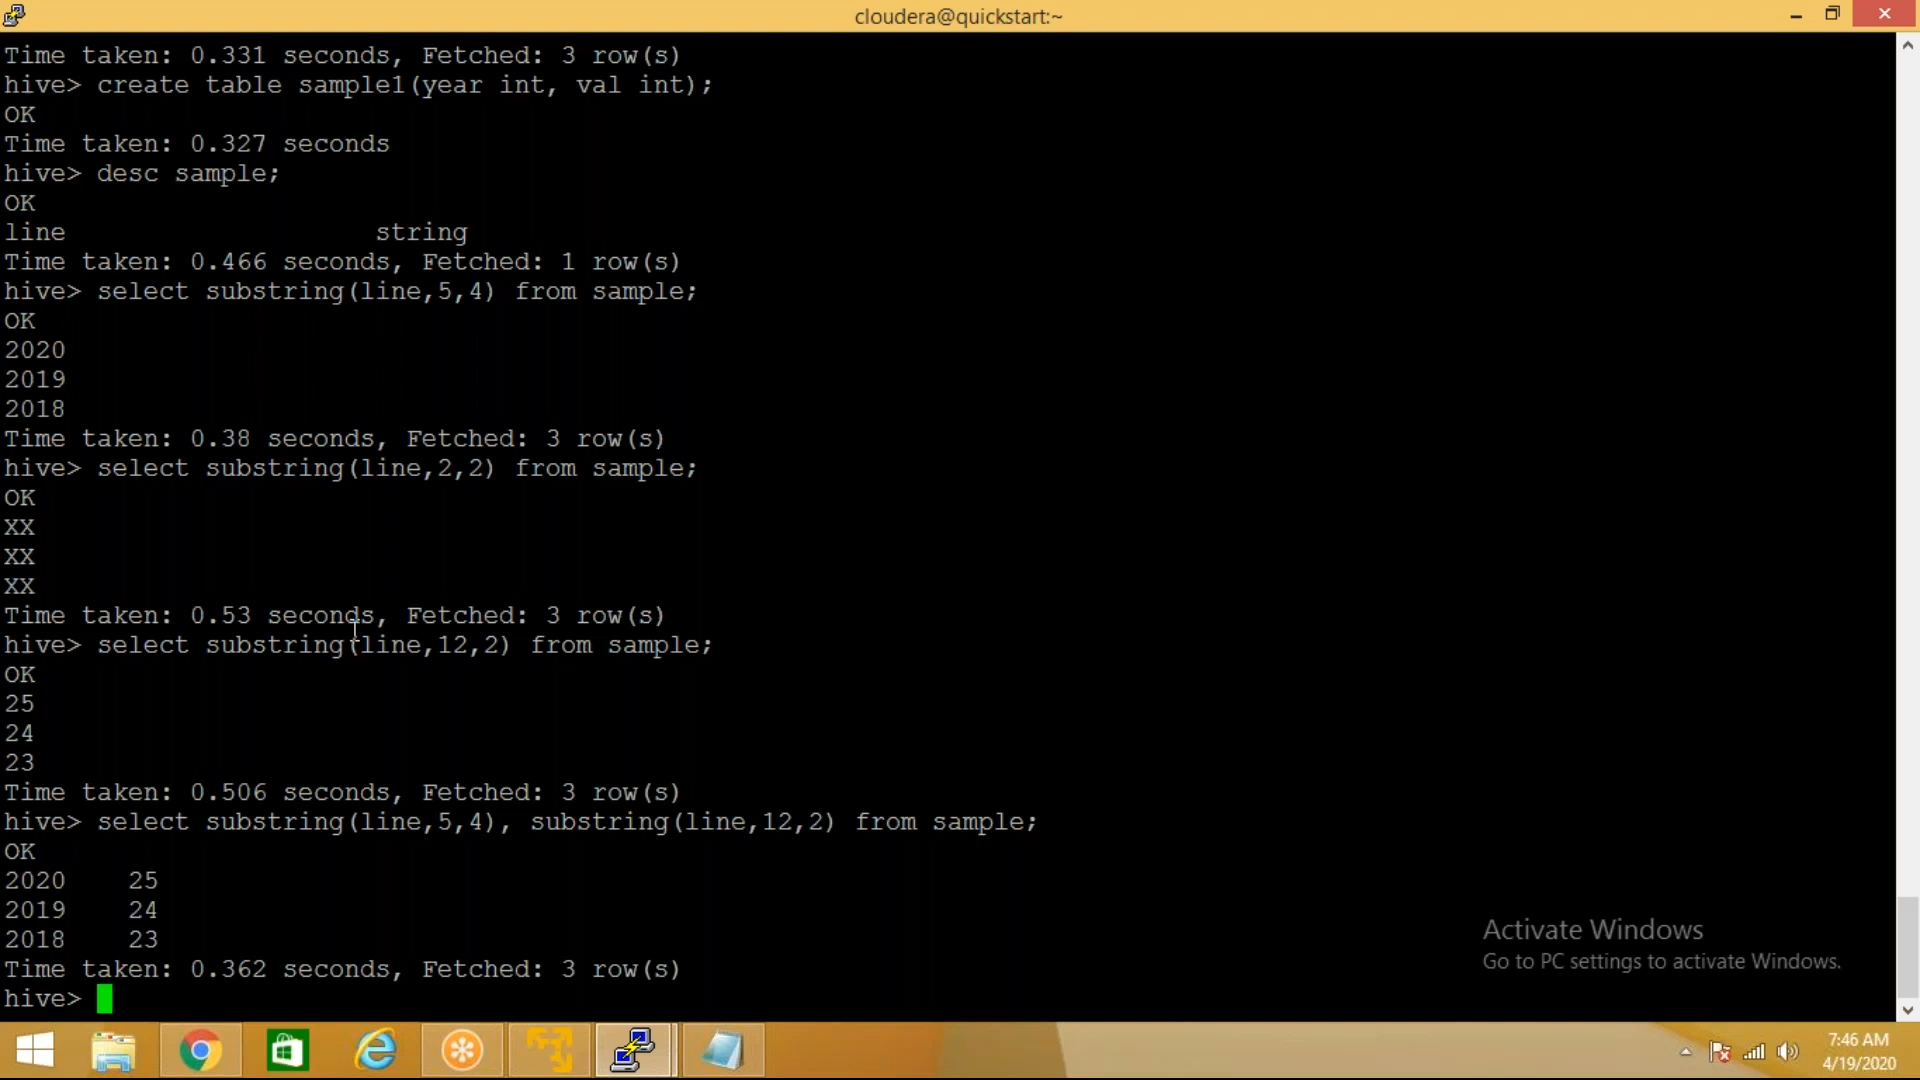 cloudera@quickstart:~
Time taken: 0.331 seconds, Fetched: 3 row(s)
hive> create table sample1(year int, val int);
OK
Time taken: 0.327 seconds
hive> desc sample;
OK
line                    string
Time taken: 0.466 seconds, Fetched: 1 row(s)
hive> select substring(line,5,4) from sample;
OK
2020
2019
2018
Time taken: 0.38 seconds, Fetched: 3 row(s)
hive> select substring(line,2,2) from sample;
OK
XX
XX
XX
Time taken: 0.53 seconds, Fetched: 3 row(s)
hive> select substring(line,12,2) from sample;
OK
25
24
23
Time taken: 0.506 seconds, Fetched: 3 row(s)
hive> select substring(line,5,4), substring(line,12,2) from sample;
OK
2020    25
2019    24
2018    23
Time taken: 0.362 seconds, Fetched: 3 row(s)
hive>
Activate Windows
Go to PC settings to activate Windows.
7:46 AM
4/19/2020